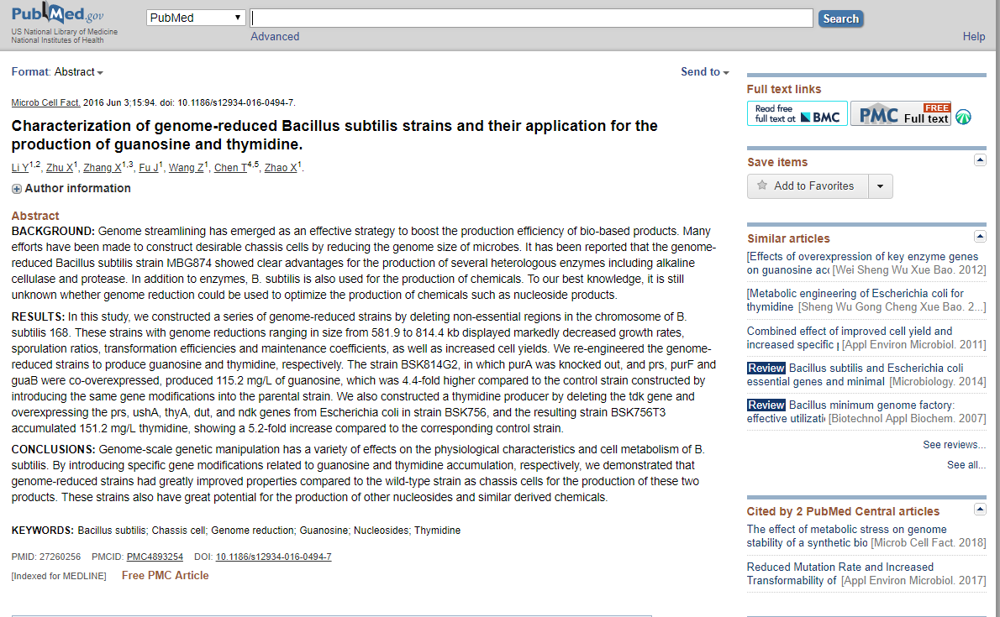 PubMed.gov
US National Library of Medicine
National Institutes of Health
PubMed
Search
Advanced
Help
Format: Abstract
Send to
Microb Cell Fact. 2016 Jun 3;15:94. doi: 10.1186/s12934-016-0494-7.
Characterization of genome-reduced Bacillus subtilis strains and their application for the
production of guanosine and thymidine.
Li Y1,2, Zhu X1, Zhang X1,3, Fu J1, Wang Z1, Chen T4,5, Zhao X1.
Author information
Abstract
BACKGROUND: Genome streamlining has emerged as an effective strategy to boost the production efficiency of bio-based products. Many
efforts have been made to construct desirable chassis cells by reducing the genome size of microbes. It has been reported that the genome-
reduced Bacillus subtilis strain MBG874 showed clear advantages for the production of several heterologous enzymes including alkaline
cellulase and protease. In addition to enzymes, B. subtilis is also used for the production of chemicals. To our best knowledge, it is still
unknown whether genome reduction could be used to optimize the production of chemicals such as nucleoside products.
RESULTS: In this study, we constructed a series of genome-reduced strains by deleting non-essential regions in the chromosome of B.
subtilis 168. These strains with genome reductions ranging in size from 581.9 to 814.4 kb displayed markedly decreased growth rates,
sporulation ratios, transformation efficiencies and maintenance coefficients, as well as increased cell yields. We re-engineered the genome-
reduced strains to produce guanosine and thymidine, respectively. The strain BSK814G2, in which purA was knocked out, and prs, purF and
guaB were co-overexpressed, produced 115.2 mg/L of guanosine, which was 4.4-fold higher compared to the control strain constructed by
introducing the same gene modifications into the parental strain. We also constructed a thymidine producer by deleting the tdk gene and
overexpressing the prs, ushA, thyA, dut, and ndk genes from Escherichia coli in strain BSK756, and the resulting strain BSK756T3
accumulated 151.2 mg/L thymidine, showing a 5.2-fold increase compared to the corresponding control strain.
CONCLUSIONS: Genome-scale genetic manipulation has a variety of effects on the physiological characteristics and cell metabolism of B.
subtilis. By introducing specific gene modifications related to guanosine and thymidine accumulation, respectively, we demonstrated that
genome-reduced strains had greatly improved properties compared to the wild-type strain as chassis cells for the production of these two
products. These strains also have great potential for the production of other nucleosides and similar derived chemicals.
KEYWORDS: Bacillus subtilis; Chassis cell; Genome reduction; Guanosine; Nucleosides; Thymidine
PMID: 27260256 PMCID: PMC4893254 DOI: 10.1186/s12934-016-0494-7
[Indexed for MEDLINE] Free PMC Article
Full text links
Read free
full text at BMC
PMC FREE
Full text
Save items
Add to Favorites
Similar articles
[Effects of overexpression of key enzyme genes
on guanosine acc [Wei Sheng Wu Xue Bao. 2012]
[Metabolic engineering of Escherichia coli for
thymidine [Sheng Wu Gong Cheng Xue Bao. 2...]
Combined effect of improved cell yield and
increased specific [Appl Environ Microbiol. 2011]
Review Bacillus subtilis and Escherichia coli
essential genes and minimal [Microbiology. 2014]
Review Bacillus minimum genome factory:
effective utilizati [Biotechnol Appl Biochem. 2007]
See reviews...
See all...
Cited by 2 PubMed Central articles
The effect of metabolic stress on genome
stability of a synthetic bio [Microb Cell Fact. 2018]
Reduced Mutation Rate and Increased
Transformability of [Appl Environ Microbiol. 2017]